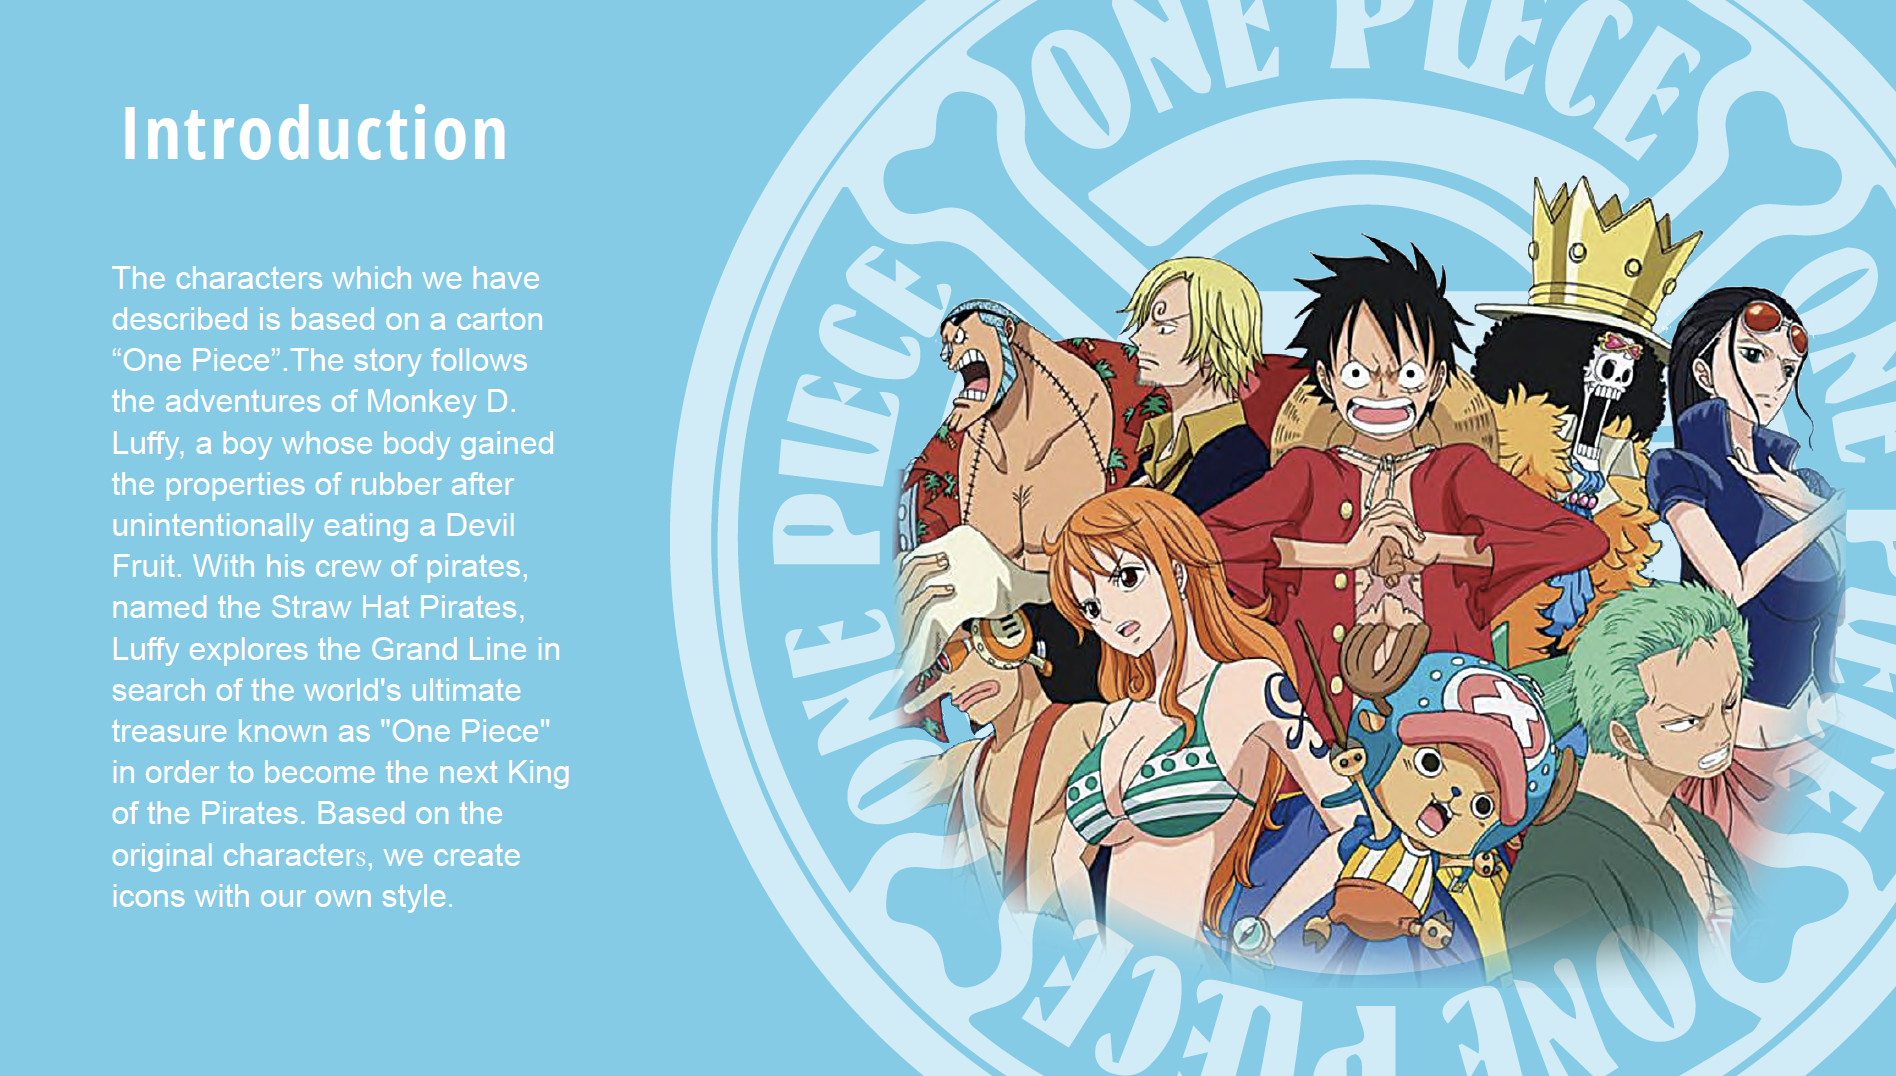 Introduction
The characters which we have
described is based on a carton
“One Piece”.The story follows
the adventures of Monkey D.
Luffy, a boy whose body gained
the properties of rubber after
unintentionally eating a Devil
Fruit. With his crew of pirates,
named the Straw Hat Pirates,
Luffy explores the Grand Line in
search of the world's ultimate
treasure known as "One Piece"
in order to become the next King
of the Pirates. Based on the
original characters, we create
icons with our own style.
ONE PIECE
ONE PIECE
ONE PIECE
ONE PIECE